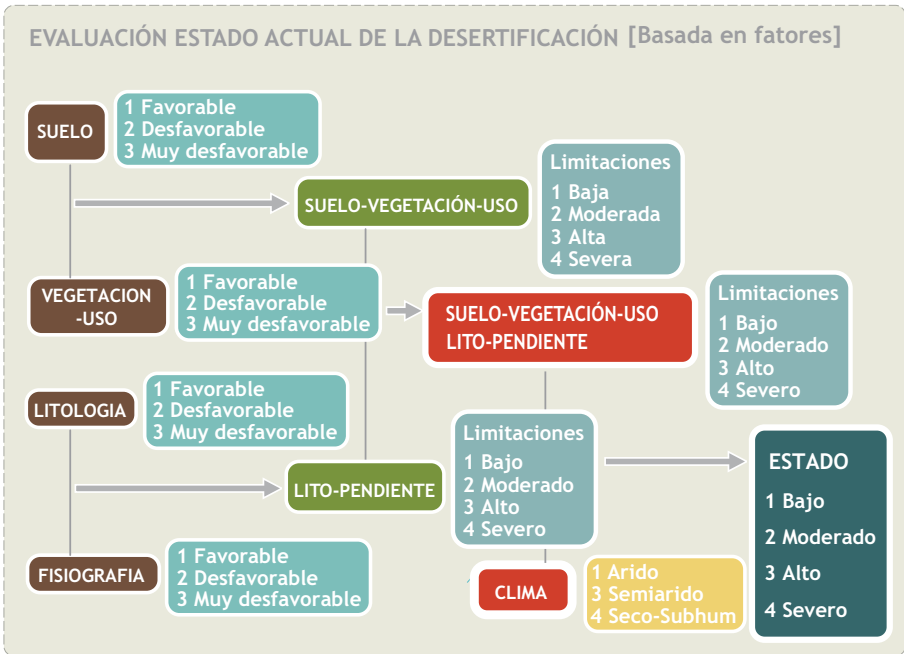 EVALUACIÓN ESTADO ACTUAL DE LA DESERTIFICACIÓN [Basada en fatores]
SUELO
1 Favorable
2 Desfavorable
3 Muy desfavorable
SUELO-VEGETACIÓN-USO
Limitaciones
1 Baja
2 Moderada
3 Alta
4 Severa
VEGETACION
-USO
1 Favorable
2 Desfavorable
3 Muy desfavorable
SUELO-VEGETACIÓN-USO
LITO-PENDIENTE
Limitaciones
1 Bajo
2 Moderado
3 Alto
4 Severo
LITOLOGIA
1 Favorable
2 Desfavorable
3 Muy desfavorable
LITO-PENDIENTE
Limitaciones
1 Bajo
2 Moderado
3 Alto
4 Severo
ESTADO
1 Bajo
2 Moderado
3 Alto
4 Severo
FISIOGRAFIA
1 Favorable
2 Desfavorable
3 Muy desfavorable
CLIMA
1 Arido
3 Semiarido
4 Seco-Subhum